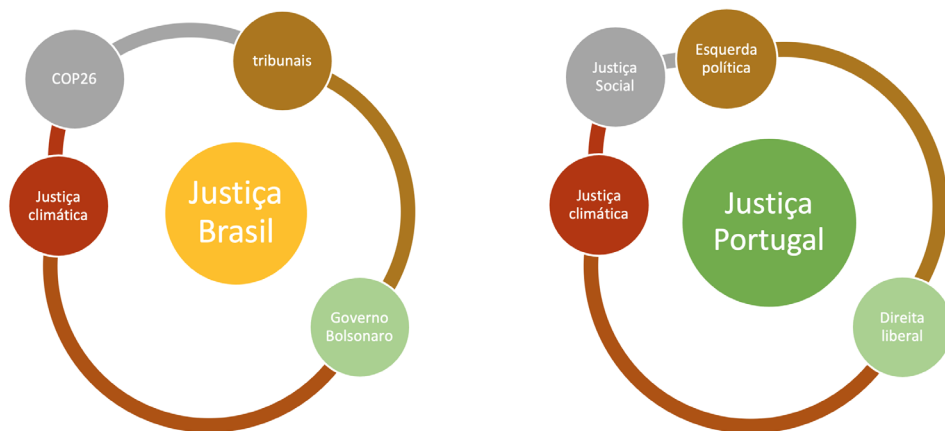 COP26
tribunais
Justiça
climática
Justiça
Brasil
Governo
Bolsonaro
Justiça
Social
Esquerda
política
Justiça
climática
Justiça
Portugal
Direita
liberal